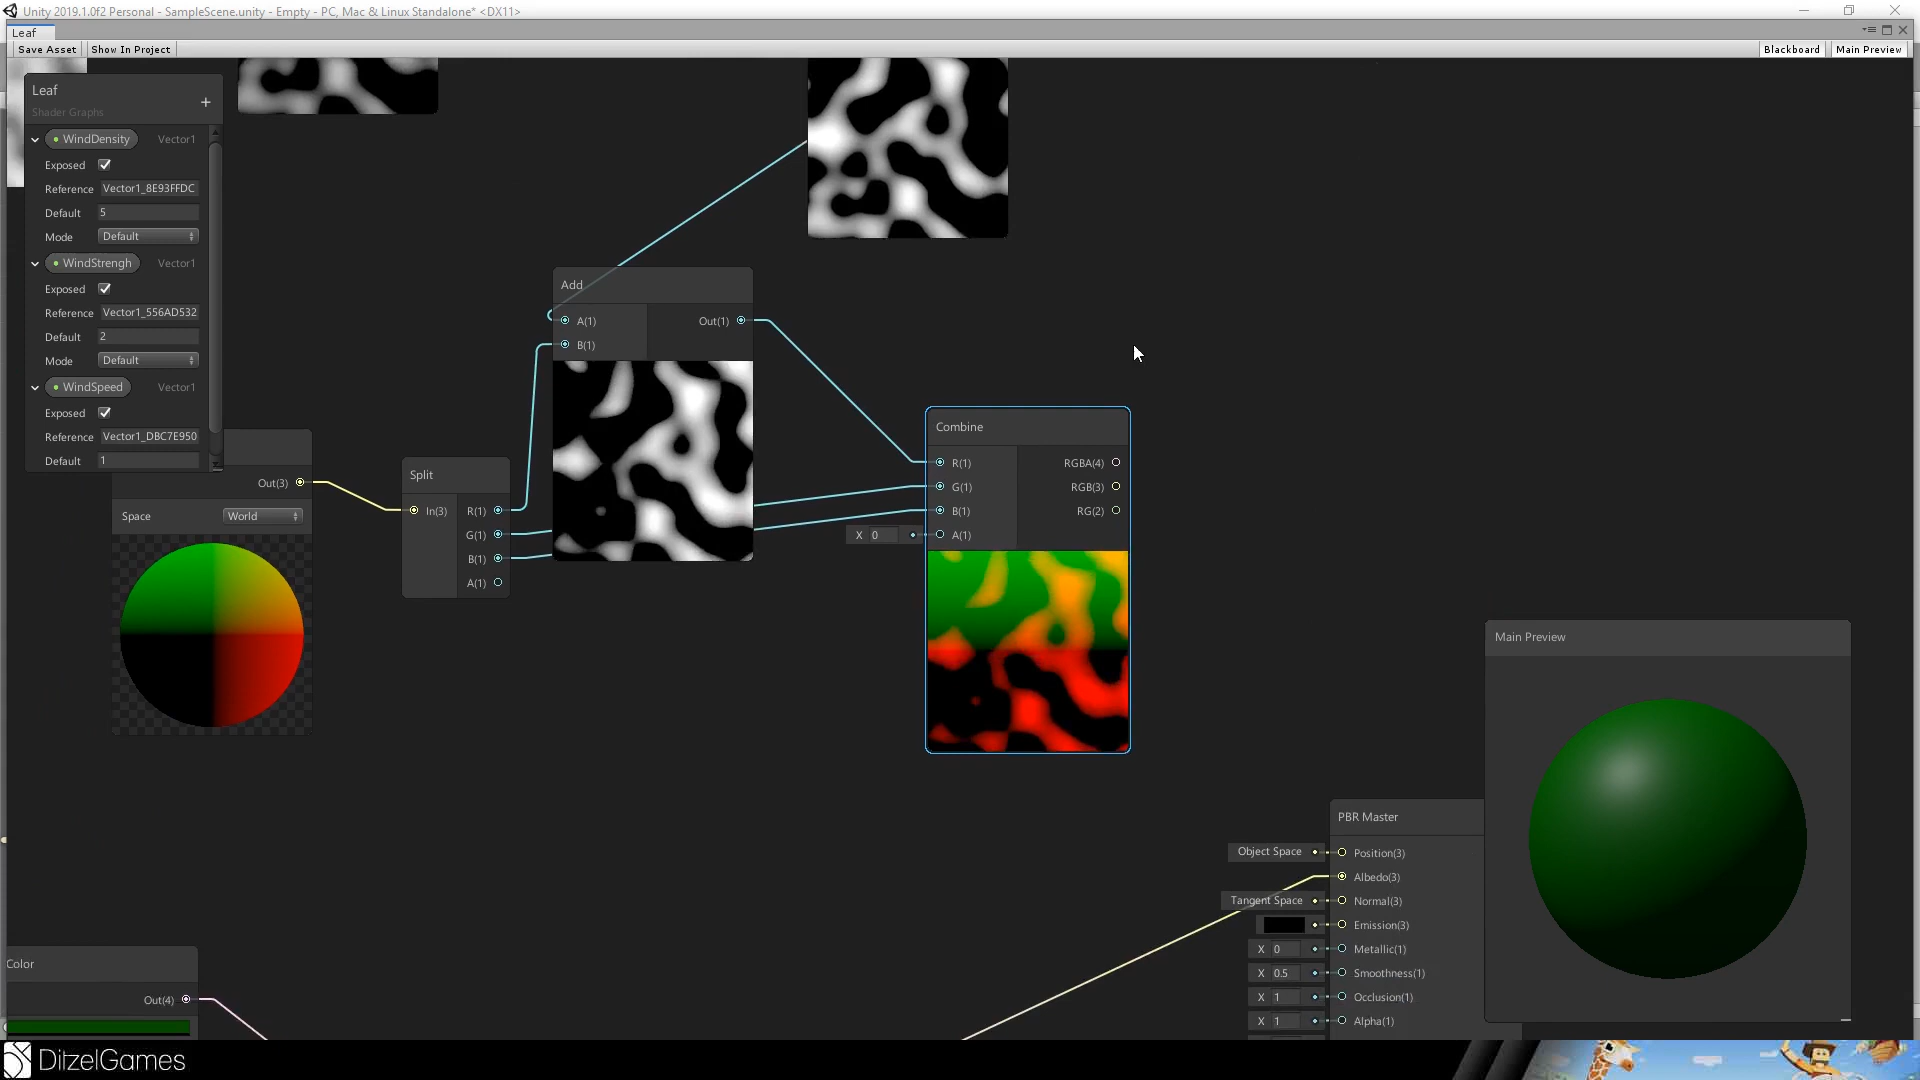 Unity 2019.1.0f2 Personal - SampleScene.unity - Empty - PC, Mac & Linux Standalone* <DX11>
Leaf
Save Asset
Show In Project
Blackboard
Main Preview
Leaf
+
Shader Graphs
WindDensity
Vector1
Exposed
Reference
Vector1_8E93FFDC
Default
5
Mode
Default
WindStrengh
Vector1
Exposed
Reference
Vector1_556AD532
Default
2
Mode
Default
WindSpeed
Vector1
Exposed
Reference
Vector1_DBC7E950
Default
1
Out(3)
Space
World
Split
In(3)
R(1)
G(1)
B(1)
A(1)
Add
A(1)
B(1)
Out(1)
Combine
R(1)
G(1)
B(1)
X 0
A(1)
RGBA(4)
RGB(3)
RG(2)
Main Preview
PBR Master
Object Space
Position(3)
Albedo(3)
Tangent Space
Normal(3)
Emission(3)
X 0
Metallic(1)
X 0.5
Smoothness(1)
X 1
Occlusion(1)
X 1
Alpha(1)
Color
Out(4)
DitzelGames